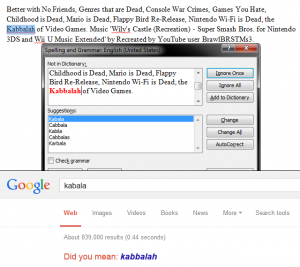 Better with No Friends, Genres that are Dead, Console War Crimes, Games You Hate,
Childhood is Dead, Mario is Dead, Flappy Bird Re-Release, Nintendo Wi-Fi is Dead, the
Kabbalah of Video Games. Music 'Wily's Castle (Recreation) - Super Smash Bros. for Nintendo
3DS and Wii U Music Extended' by Recreated by YouTube user BrawlBRSTMs3.
Spelling and Grammar: English (United States)
Not in Dictionary:
Childhood is Dead, Mario is Dead, Flappy
Bird Re-Release, Nintendo Wi-Fi is Dead, the
Kabbalah of Video Games.
Ignore Once
Ignore All
Add to Dictionary
Suggestions:
Kabala
Cabbala
Kabila
Cabbalas
Karbala
Change
Change All
AutoCorrect
Check grammar
Google
kabala
Web Images Videos Books News More Search tools
About 839,000 results (0.44 seconds)
Did you mean: kabbalah